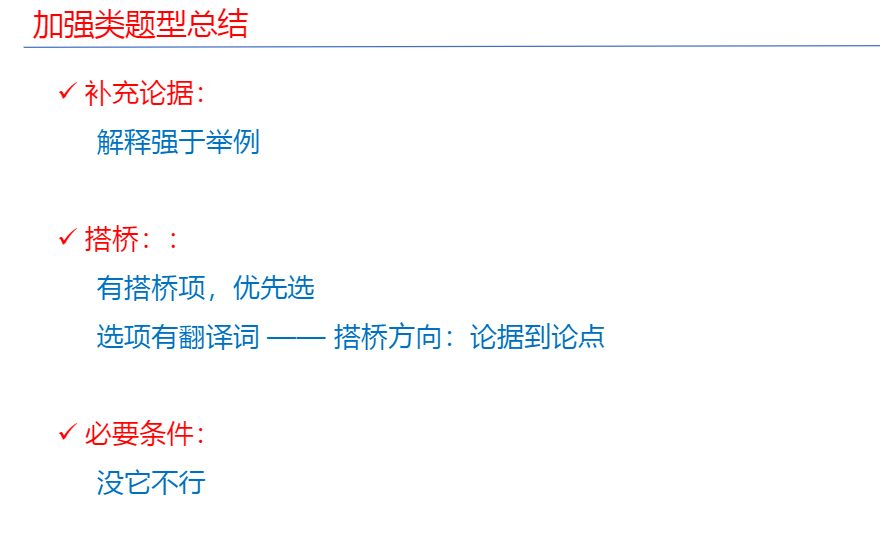 加强类题型总结
✓ 补充论据：
解释强于举例
✓ 搭桥：：
有搭桥项，优先选
选项有翻译词 —— 搭桥方向：论据到论点
✓ 必要条件：
没它不行